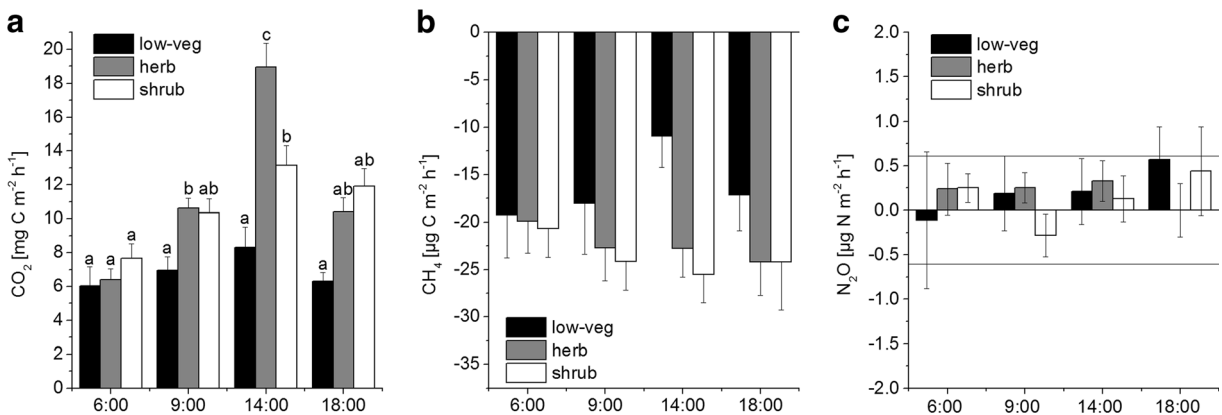 a
low-veg
herb
shrub
CO₂ [mg C m⁻² h⁻¹]
20
18
16
14
12
10
8
6
4
2
0
a
a
a
a
b
ab
a
c
b
a
ab
ab
6:00
9:00
14:00
18:00
b
CH₄ [µg C m⁻² h⁻¹]
0
-5
-10
-15
-20
-25
-30
-35
low-veg
herb
shrub
6:00
9:00
14:00
18:00
c
low-veg
herb
shrub
N₂O [µg N m⁻² h⁻¹]
2.0
1.5
1.0
0.5
0.0
-0.5
-1.0
-1.5
-2.0
6:00
9:00
14:00
18:00